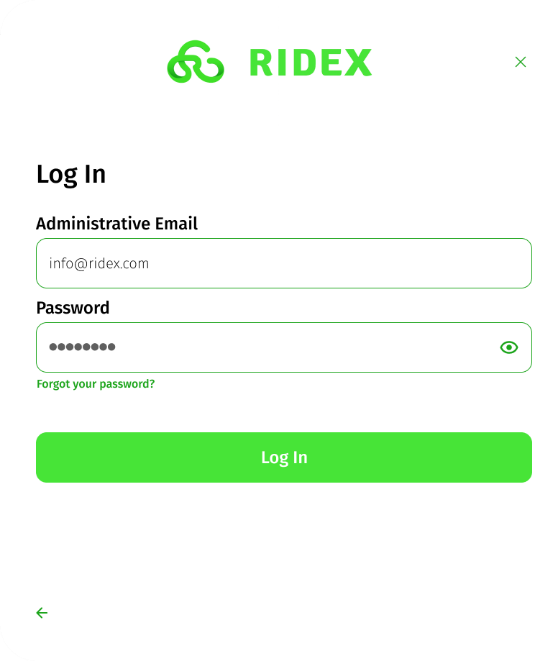 RIDEX
Log In
Administrative Email
info@ridex.com
Password
●●●●●●●●
Forgot your password?
Log In